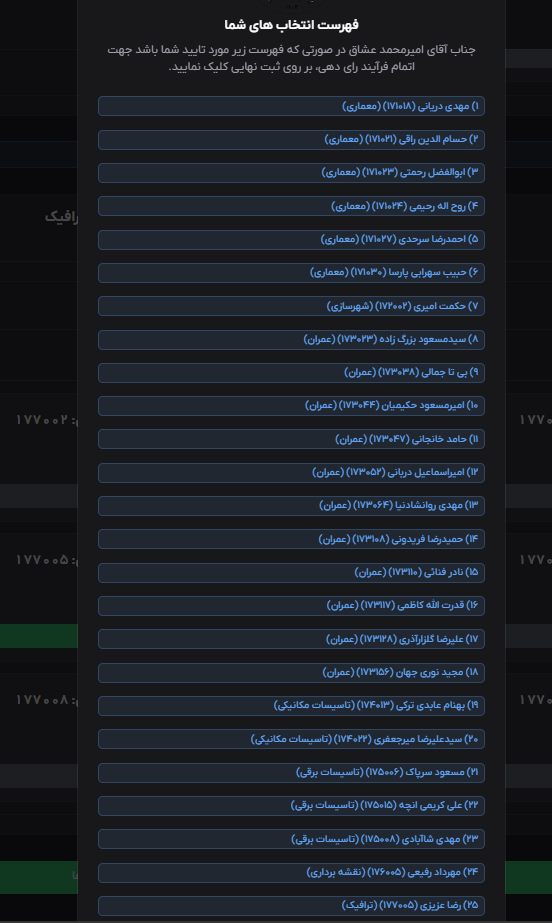 فهرست انتخاب های شما
جناب آقای امیرمحمد عشاق در صورتی که فهرست زیر مورد تایید شما باشد جهت
اتمام فرآیند رای دهی، بر روی ثبت نهایی کلیک نمایید.
۱) مهدی دریانی (۱۷۱۰۱۸) (معماری)
۲) حسام الدین راقی (۱۷۱۰۲۱) (معماری)
۳) ابوالفضل رحمتی (۱۷۱۰۲۳) (معماری)
۴) روح اله رحیمی (۱۷۱۰۲۴) (معماری)
رافیک
۵) احمدرضا سرحدی (۱۷۱۰۲۷) (معماری)
۶) حبیب سهرابی پارسا (۱۷۱۰۳۰) (معماری)
۷) حکمت امیری (۱۷۲۰۰۲) (شهرسازی)
۸) سیدمسعود بزرگ زاده (۱۷۳۰۲۳) (عمران)
۹) بی تا جمالی (۱۷۳۰۳۸) (عمران)
۱۰) امیرمسعود حکیمیان (۱۷۳۰۴۴) (عمران)
۱۷۷۰ : ۱۷۷۰۰۲
۱۱) حامد خانجانی (۱۷۳۰۴۷) (عمران)
۱۲) امیراسماعیل دربانی (۱۷۳۰۵۲) (عمران)
۱۳) مهدی روانشادنیا (۱۷۳۰۶۴) (عمران)
۱۴) حمیدرضا فریدونی (۱۷۳۱۰۸) (عمران)
۱۷۷۰ : ۱۷۷۰۰۵
۱۵) نادر فنائی (۱۷۳۱۱۰) (عمران)
۱۶) قدرت الله کاظمی (۱۷۳۱۱۷) (عمران)
۱۷) علیرضا گلزارآذری (۱۷۳۱۲۸) (عمران)
۱۸) مجید نوری جهان (۱۷۳۱۵۶) (عمران)
۱۷۷۰ : ۱۷۷۰۰۸
۱۹) بهنام عابدی ترکی (۱۷۴۰۱۳) (تاسیسات مکانیکی)
۲۰) سیدعلیرضا میرجعفری (۱۷۴۰۲۲) (تاسیسات مکانیکی)
۲۱) مسعود سرپاک (۱۷۵۰۰۶) (تاسیسات برقی)
۲۲) علی کریمی انچه (۱۷۵۰۱۵) (تاسیسات برقی)
۲۳) مهدی شاآبادی (۱۷۵۰۰۸) (تاسیسات برقی)
۲۴) مهرداد رفیعی (۱۷۶۰۰۵) (نقشه برداری)
۲۵) رضا عزیزی (۱۷۷۰۰۵) (ترافیک)